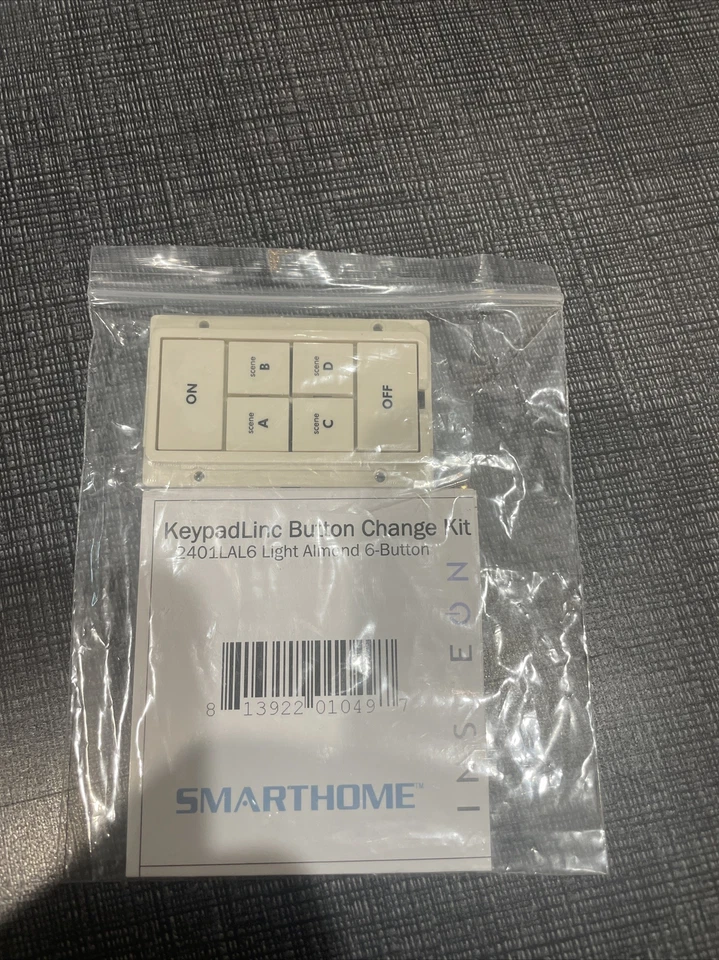 ON
scene B
scene D
scene A
scene C
OFF
KeypadLinc Button Change Kit
2401LAL6 Light Almond 6-Button
INSTEON
8 13922 01049 7
SMARTHOME™